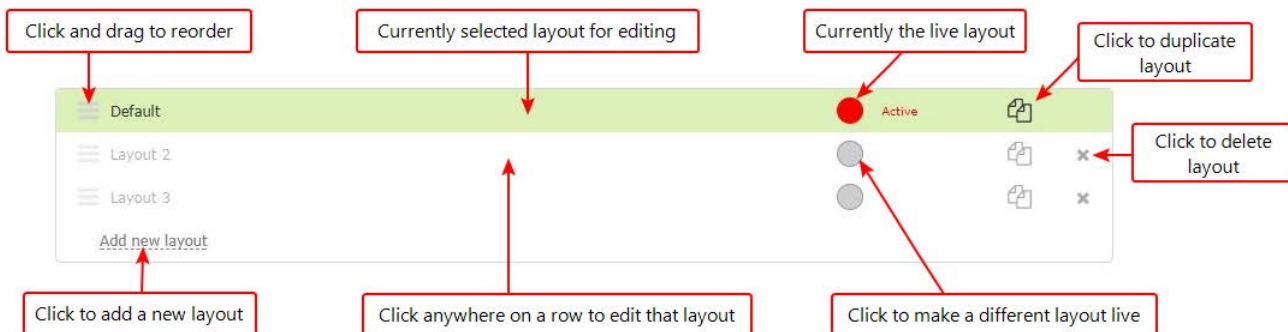 Click and drag to reorder
Currently selected layout for editing
Currently the live layout
Click to duplicate
layout
Default
Active
Layout 2
Click to delete
layout
Layout 3
Add new layout
Click to add a new layout
Click anywhere on a row to edit that layout
Click to make a different layout live